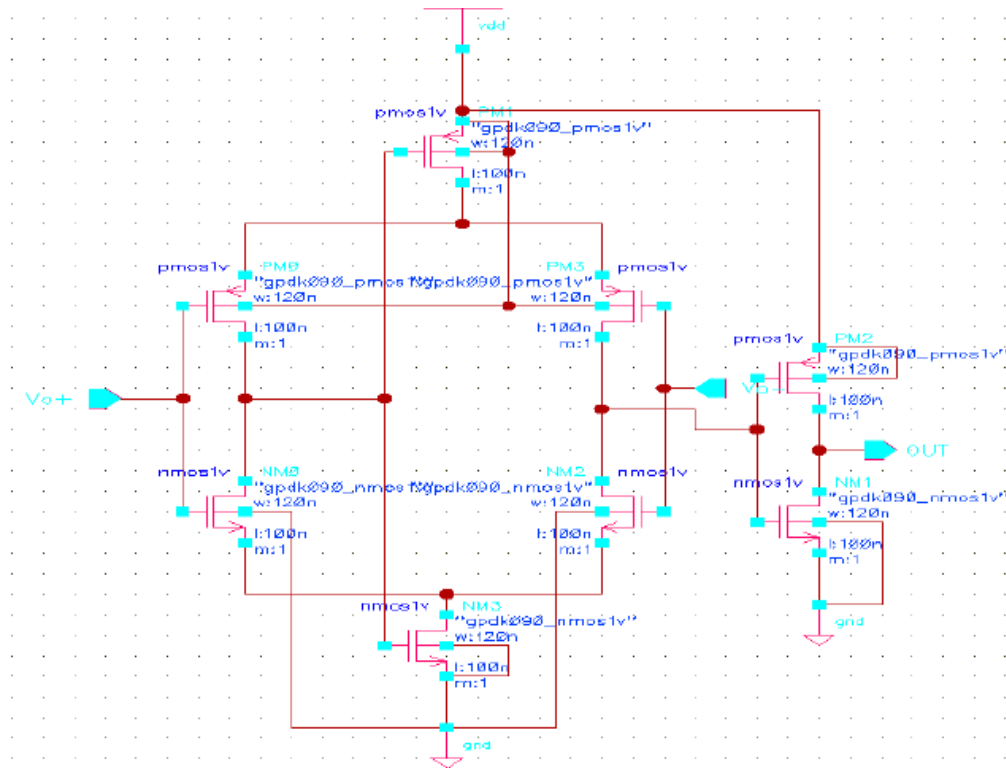 vdd
pmos1v
PM1
"gpdk090_pmos1v"
w:120n
l:100n
m:1
pmos1v
PM0
"gpdk090_pmos1v"
w:120n
l:100n
m:1
PM3
pmos1v
"gpdk090_pmos1v"
w:120n
l:100n
m:1
PM2
pmos1v
"gpdk090_pmos1v"
w:120n
l:100n
m:1
Vo+
OUT
nmos1v
NM0
"gpdk090_nmos1v"
w:120n
l:100n
m:1
NM2
nmos1v
gpdk090_nmos1v"
w:120n
l:100n
m:1
nmos1v
NM1
"gpdk090_nmos1v"
w:120n
l:100n
m:1
gnd
nmos1v
NM3
"gpdk090_nmos1v"
w:120n
l:100n
m:1
gnd